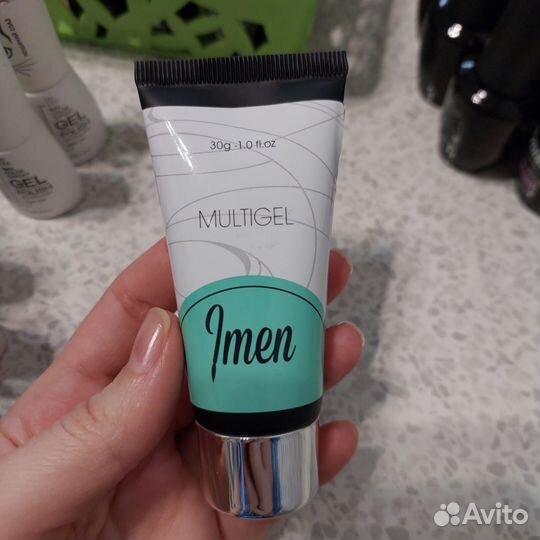 30g -1.0 fl.oz
MULTIGEL
Imen
GEL
GEL
Avito